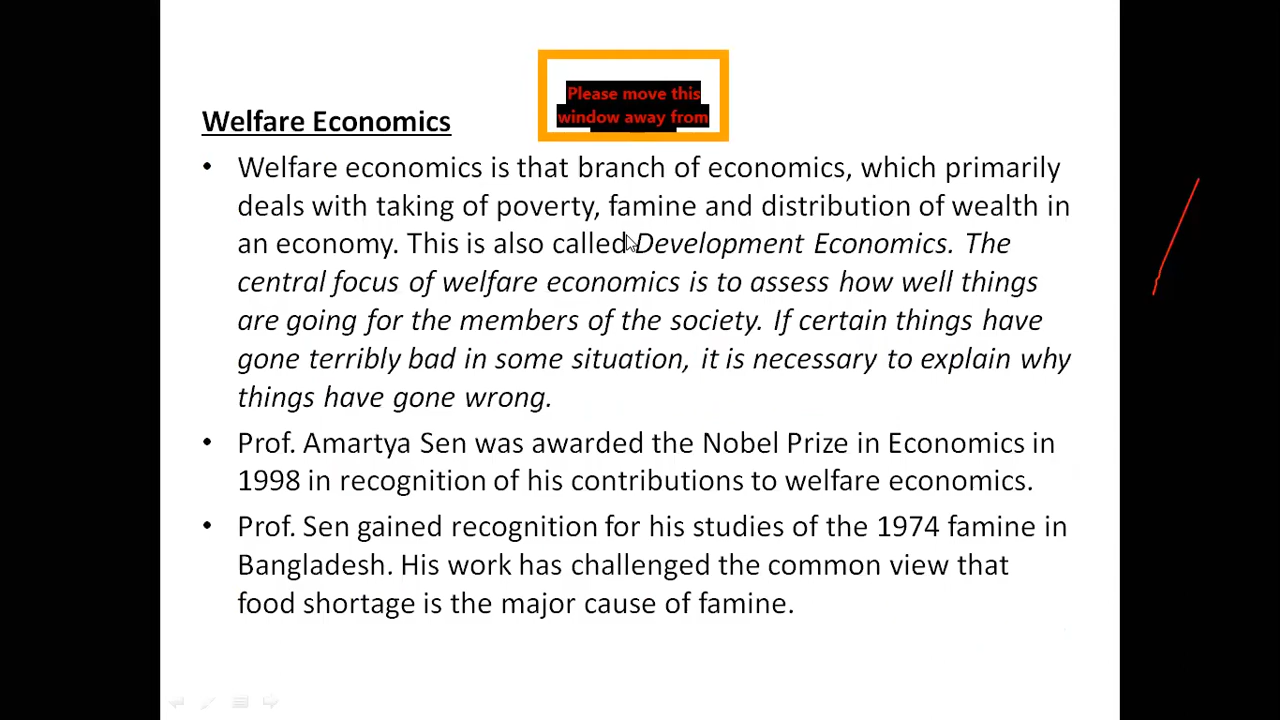 Please move this
window away from
Welfare Economics
• Welfare economics is that branch of economics, which primarily
deals with taking of poverty, famine and distribution of wealth in
an economy. This is also called Development Economics. The
central focus of welfare economics is to assess how well things
are going for the members of the society. If certain things have
gone terribly bad in some situation, it is necessary to explain why
things have gone wrong.
• Prof. Amartya Sen was awarded the Nobel Prize in Economics in
1998 in recognition of his contributions to welfare economics.
• Prof. Sen gained recognition for his studies of the 1974 famine in
Bangladesh. His work has challenged the common view that
food shortage is the major cause of famine.